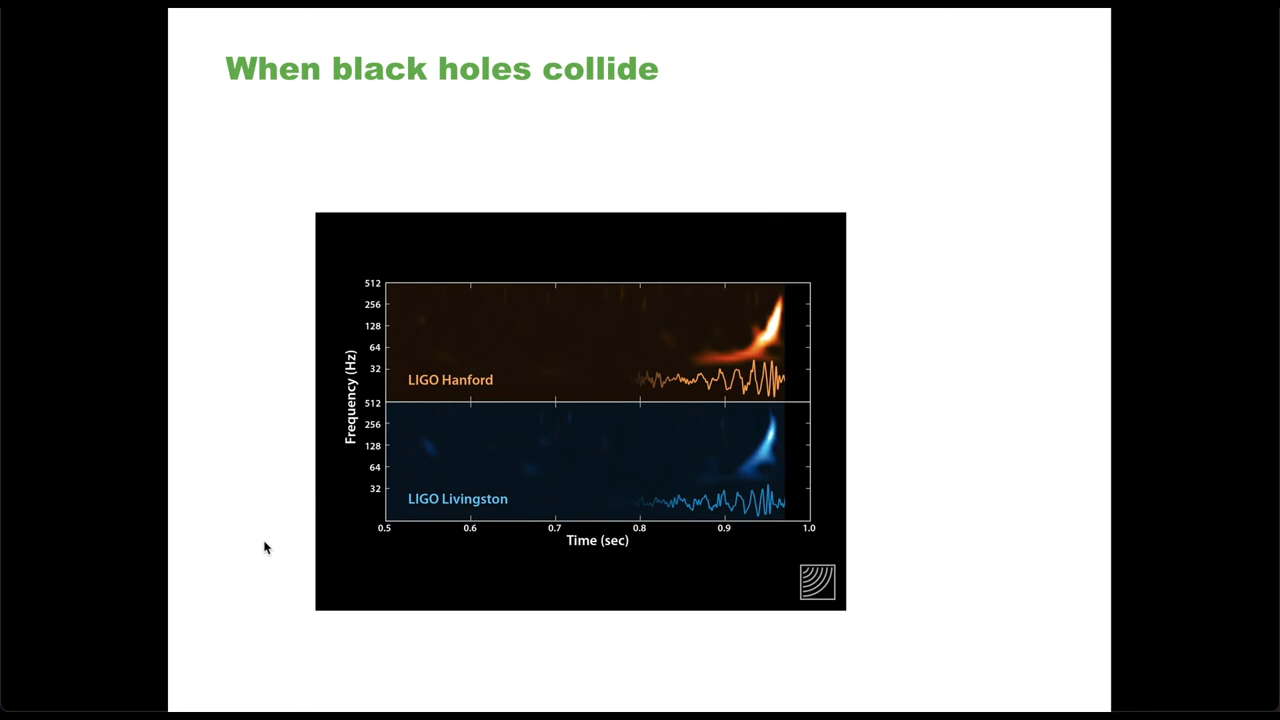 When black holes collide
512
256
128
64
32
LIGO Hanford
Frequency (Hz)
512
256
128
64
32
LIGO Livingston
0.5 0.6 0.7 0.8 0.9 1.0
Time (sec)